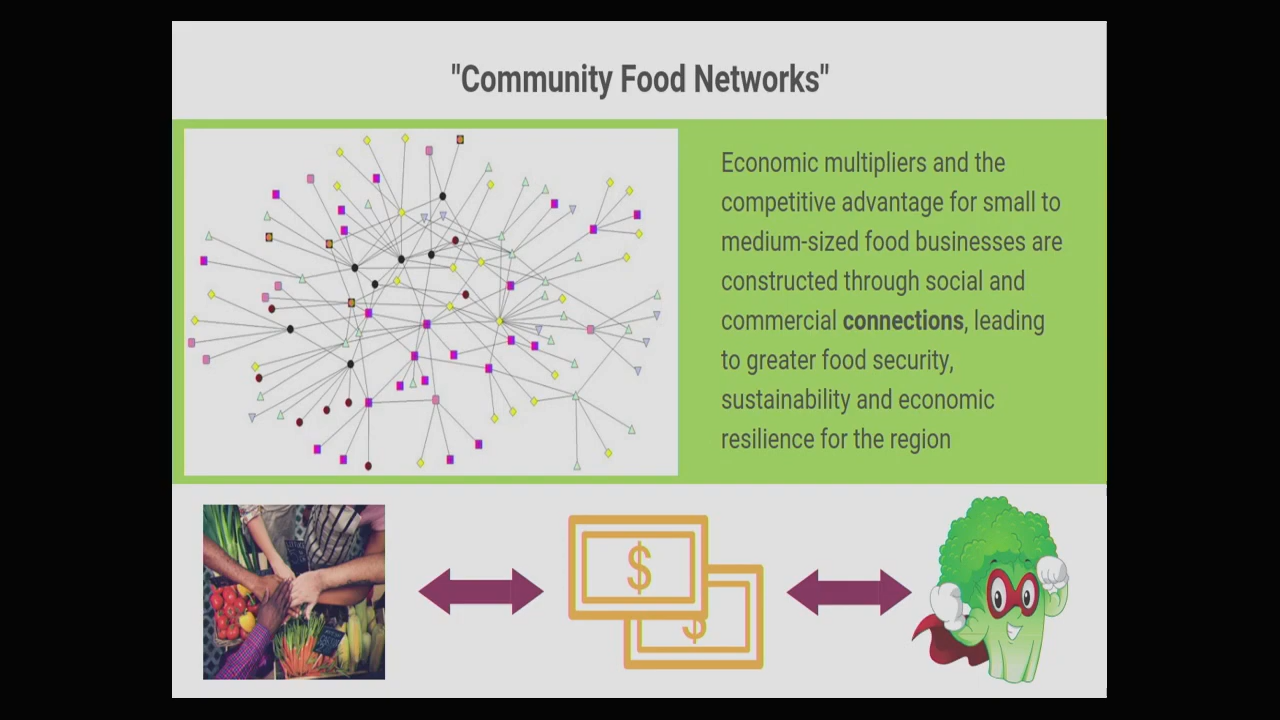 "Community Food Networks"
Economic multipliers and the
competitive advantage for small to
medium-sized food businesses are
constructed through social and
commercial connections, leading
to greater food security,
sustainability and economic
resilience for the region
$
$